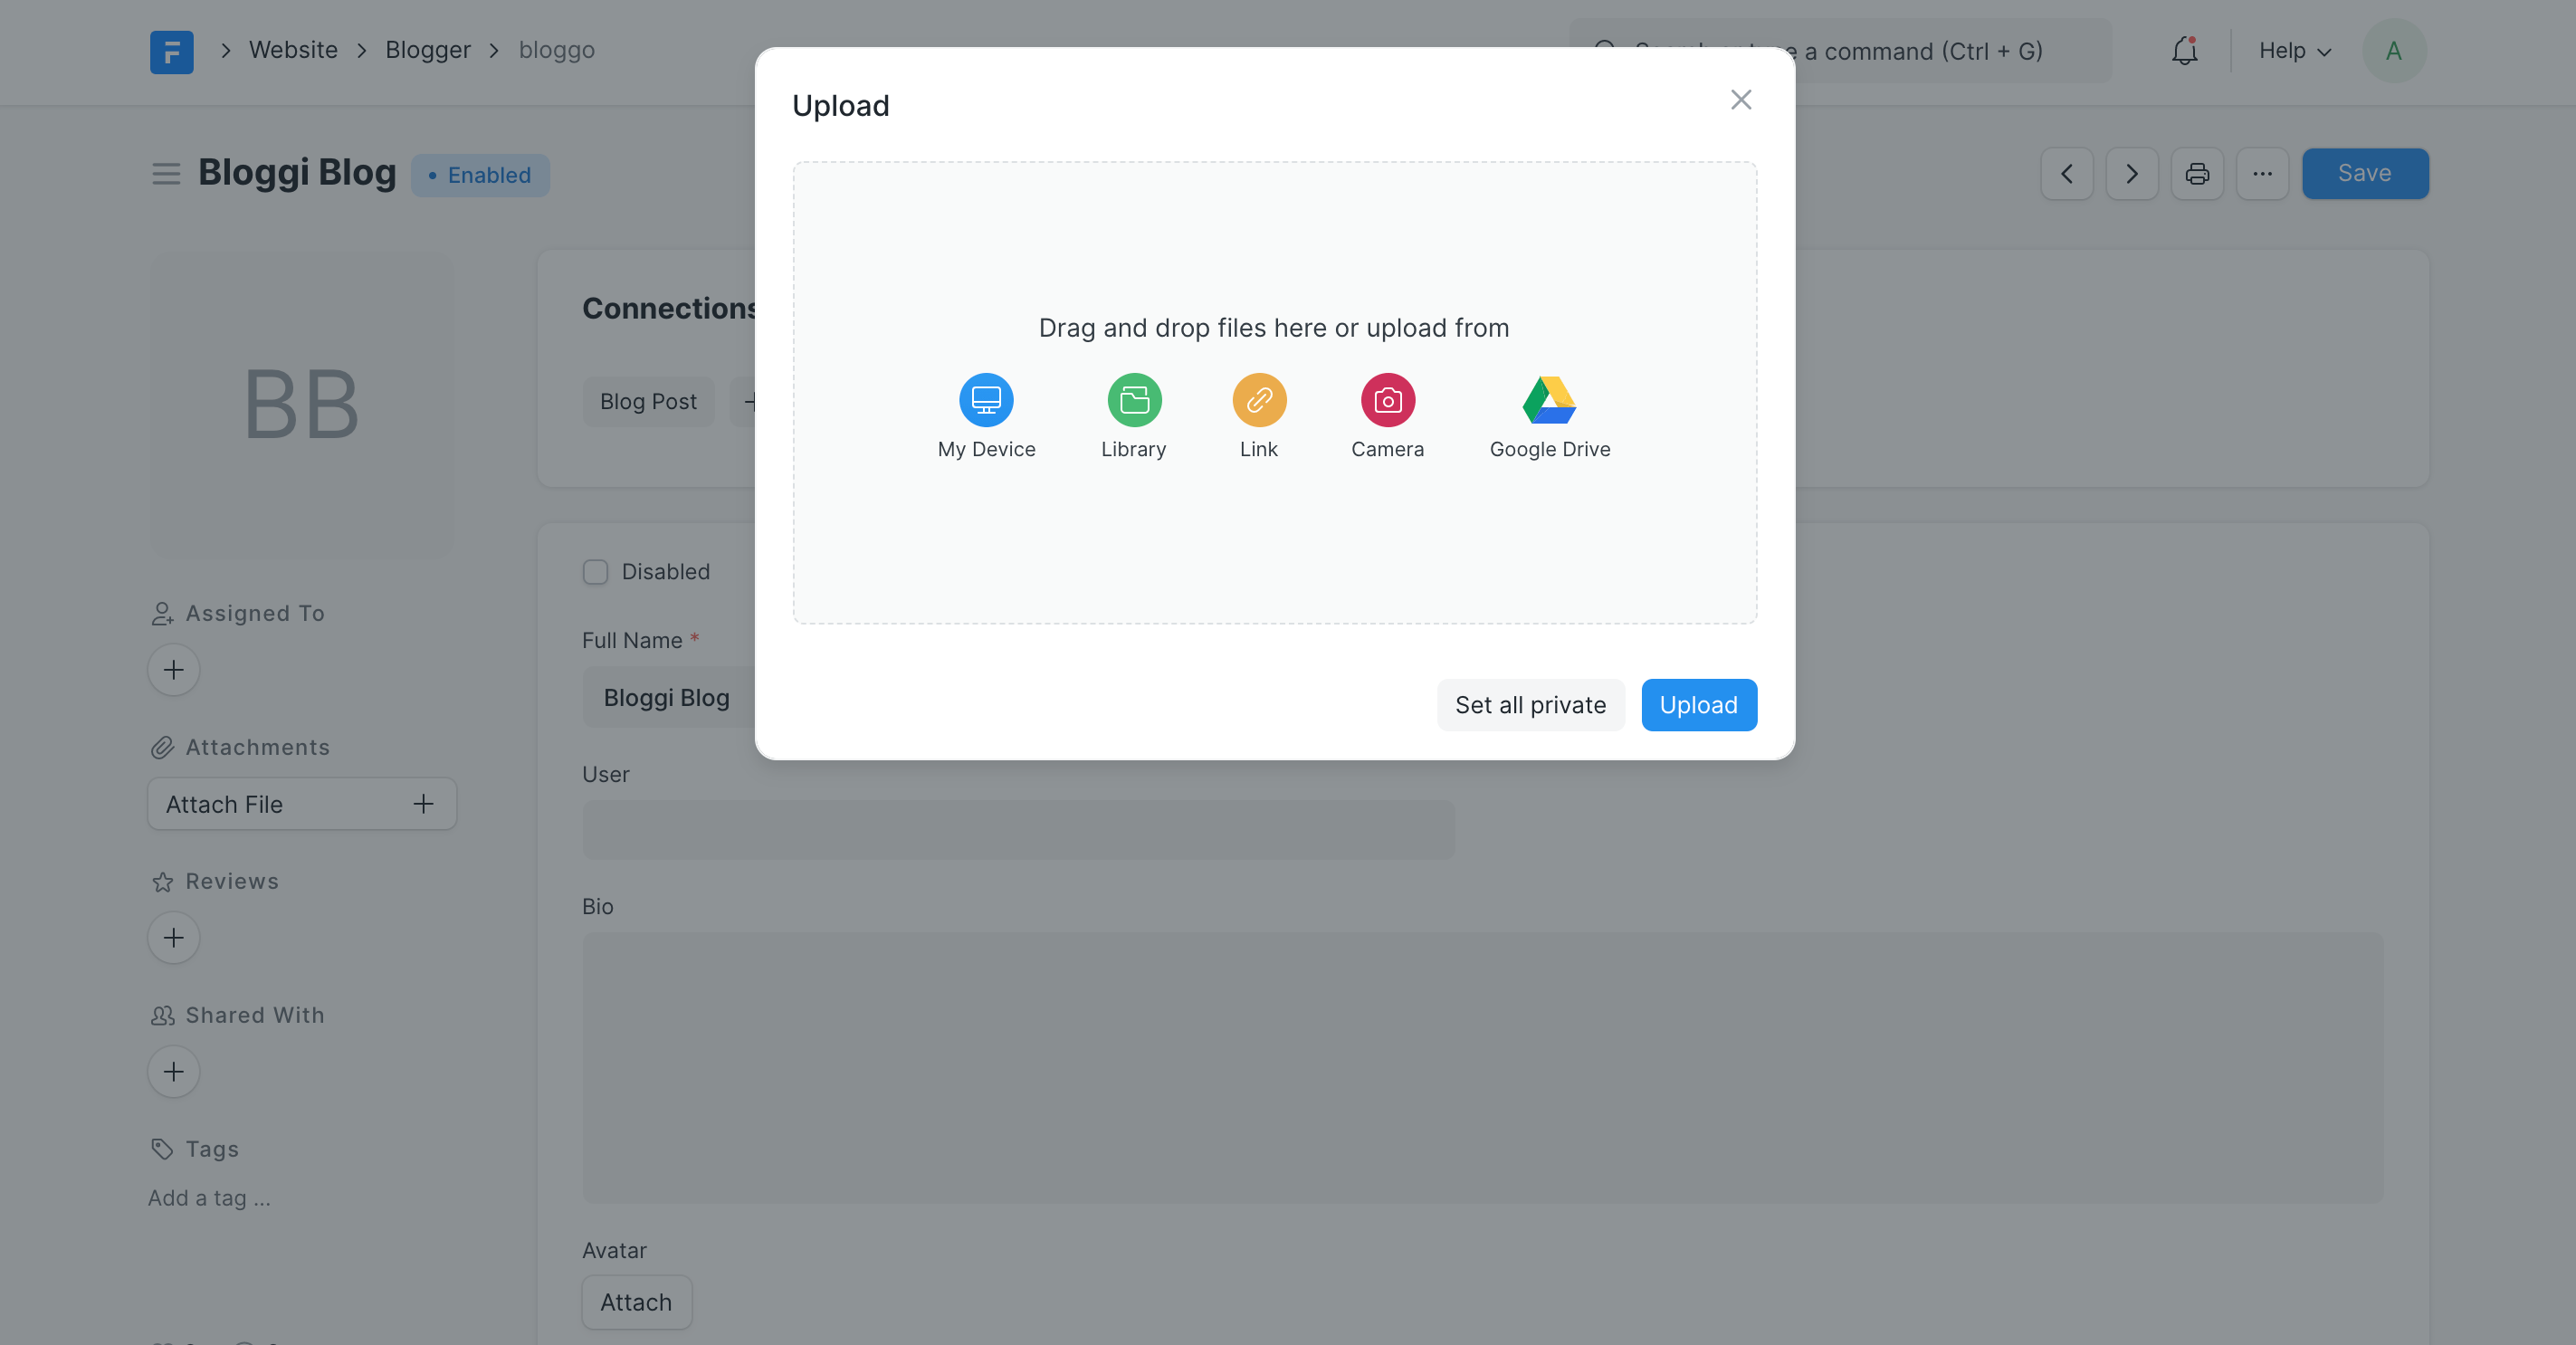 F
Website
Blogger
bloggo
a command (Ctrl + G)
Help
A
Bloggi Blog
Enabled
Save
Upload
Drag and drop files here or upload from
My Device
Library
Link
Camera
Google Drive
Set all private
Upload
BB
Connections
Blog Post
Assigned To
Attachments
Attach File
Reviews
Shared With
Tags
Add a tag ...
Disabled
Full Name *
Bloggi Blog
User
Bio
Avatar
Attach